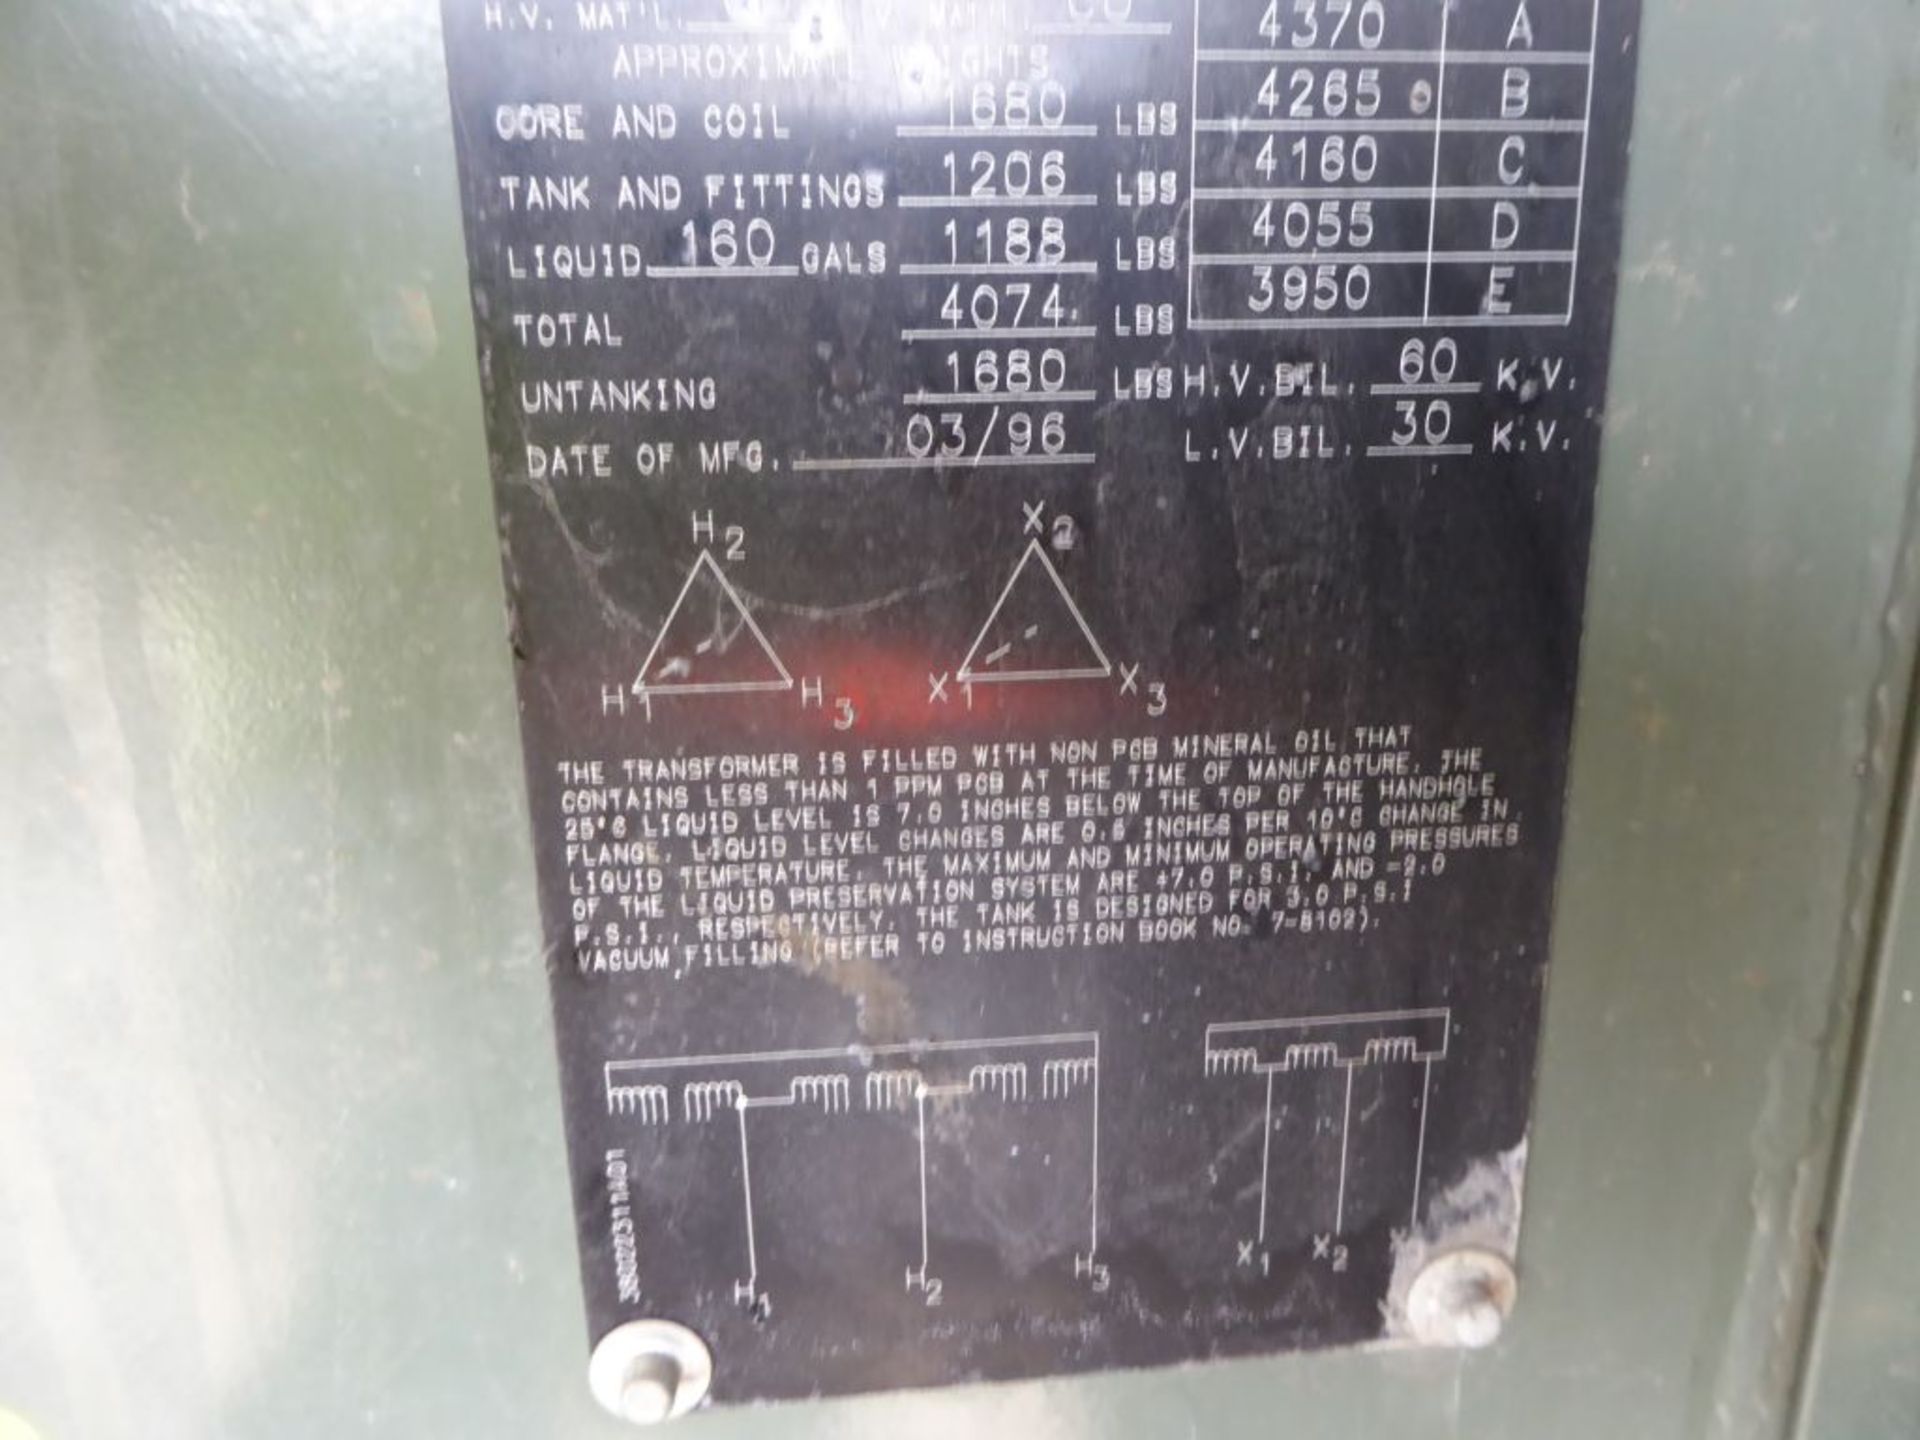 H.V. MAT'L. V. MAT'L CU
APPROXIMATE WEIGHTS
CORE AND COIL 1680 LBS
TANK AND FITTINGS 1206 LBS
LIQUID 160 GALS 1188 LBS
TOTAL 4074 LBS
UNTANKING 1680 LBS
DATE OF MFG. 03/96
4370 A
4265 B
4160 C
4055 D
3950 E
H.V.BIL. 60 K.V.
L.V.BIL. 30 K.V.
H2
H1 H3
X2
X1 X3
THE TRANSFORMER IS FILLED WITH NON PCB MINERAL OIL THAT
CONTAINS LESS THAN 1 PPM PCB AT THE TIME OF MANUFACTURE. THE
25°C LIQUID LEVEL IS 7.0 INCHES BELOW THE TOP OF THE HANDHOLE
FLANGE. LIQUID LEVEL CHANGES ARE 0.5 INCHES PER 10°C CHANGE IN
LIQUID TEMPERATURE. THE MAXIMUM AND MINIMUM OPERATING PRESSURES
OF THE LIQUID PRESERVATION SYSTEM ARE +7.0 P.S.I. AND -2.0
P.S.I., RESPECTIVELY. THE TANK IS DESIGNED FOR 3.0 P.S.I
VACUUM FILLING (REFER TO INSTRUCTION BOOK NO. 7-8102).
H1 H2 H3
X1 X2 X